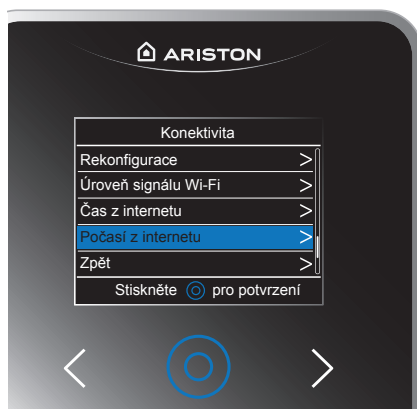 ARISTON
Konektivita
Rekonfigurace >
Úroveň signálu Wi-Fi >
Čas z internetu >
Počasí z internetu >
Zpět >
Stiskněte pro potvrzení